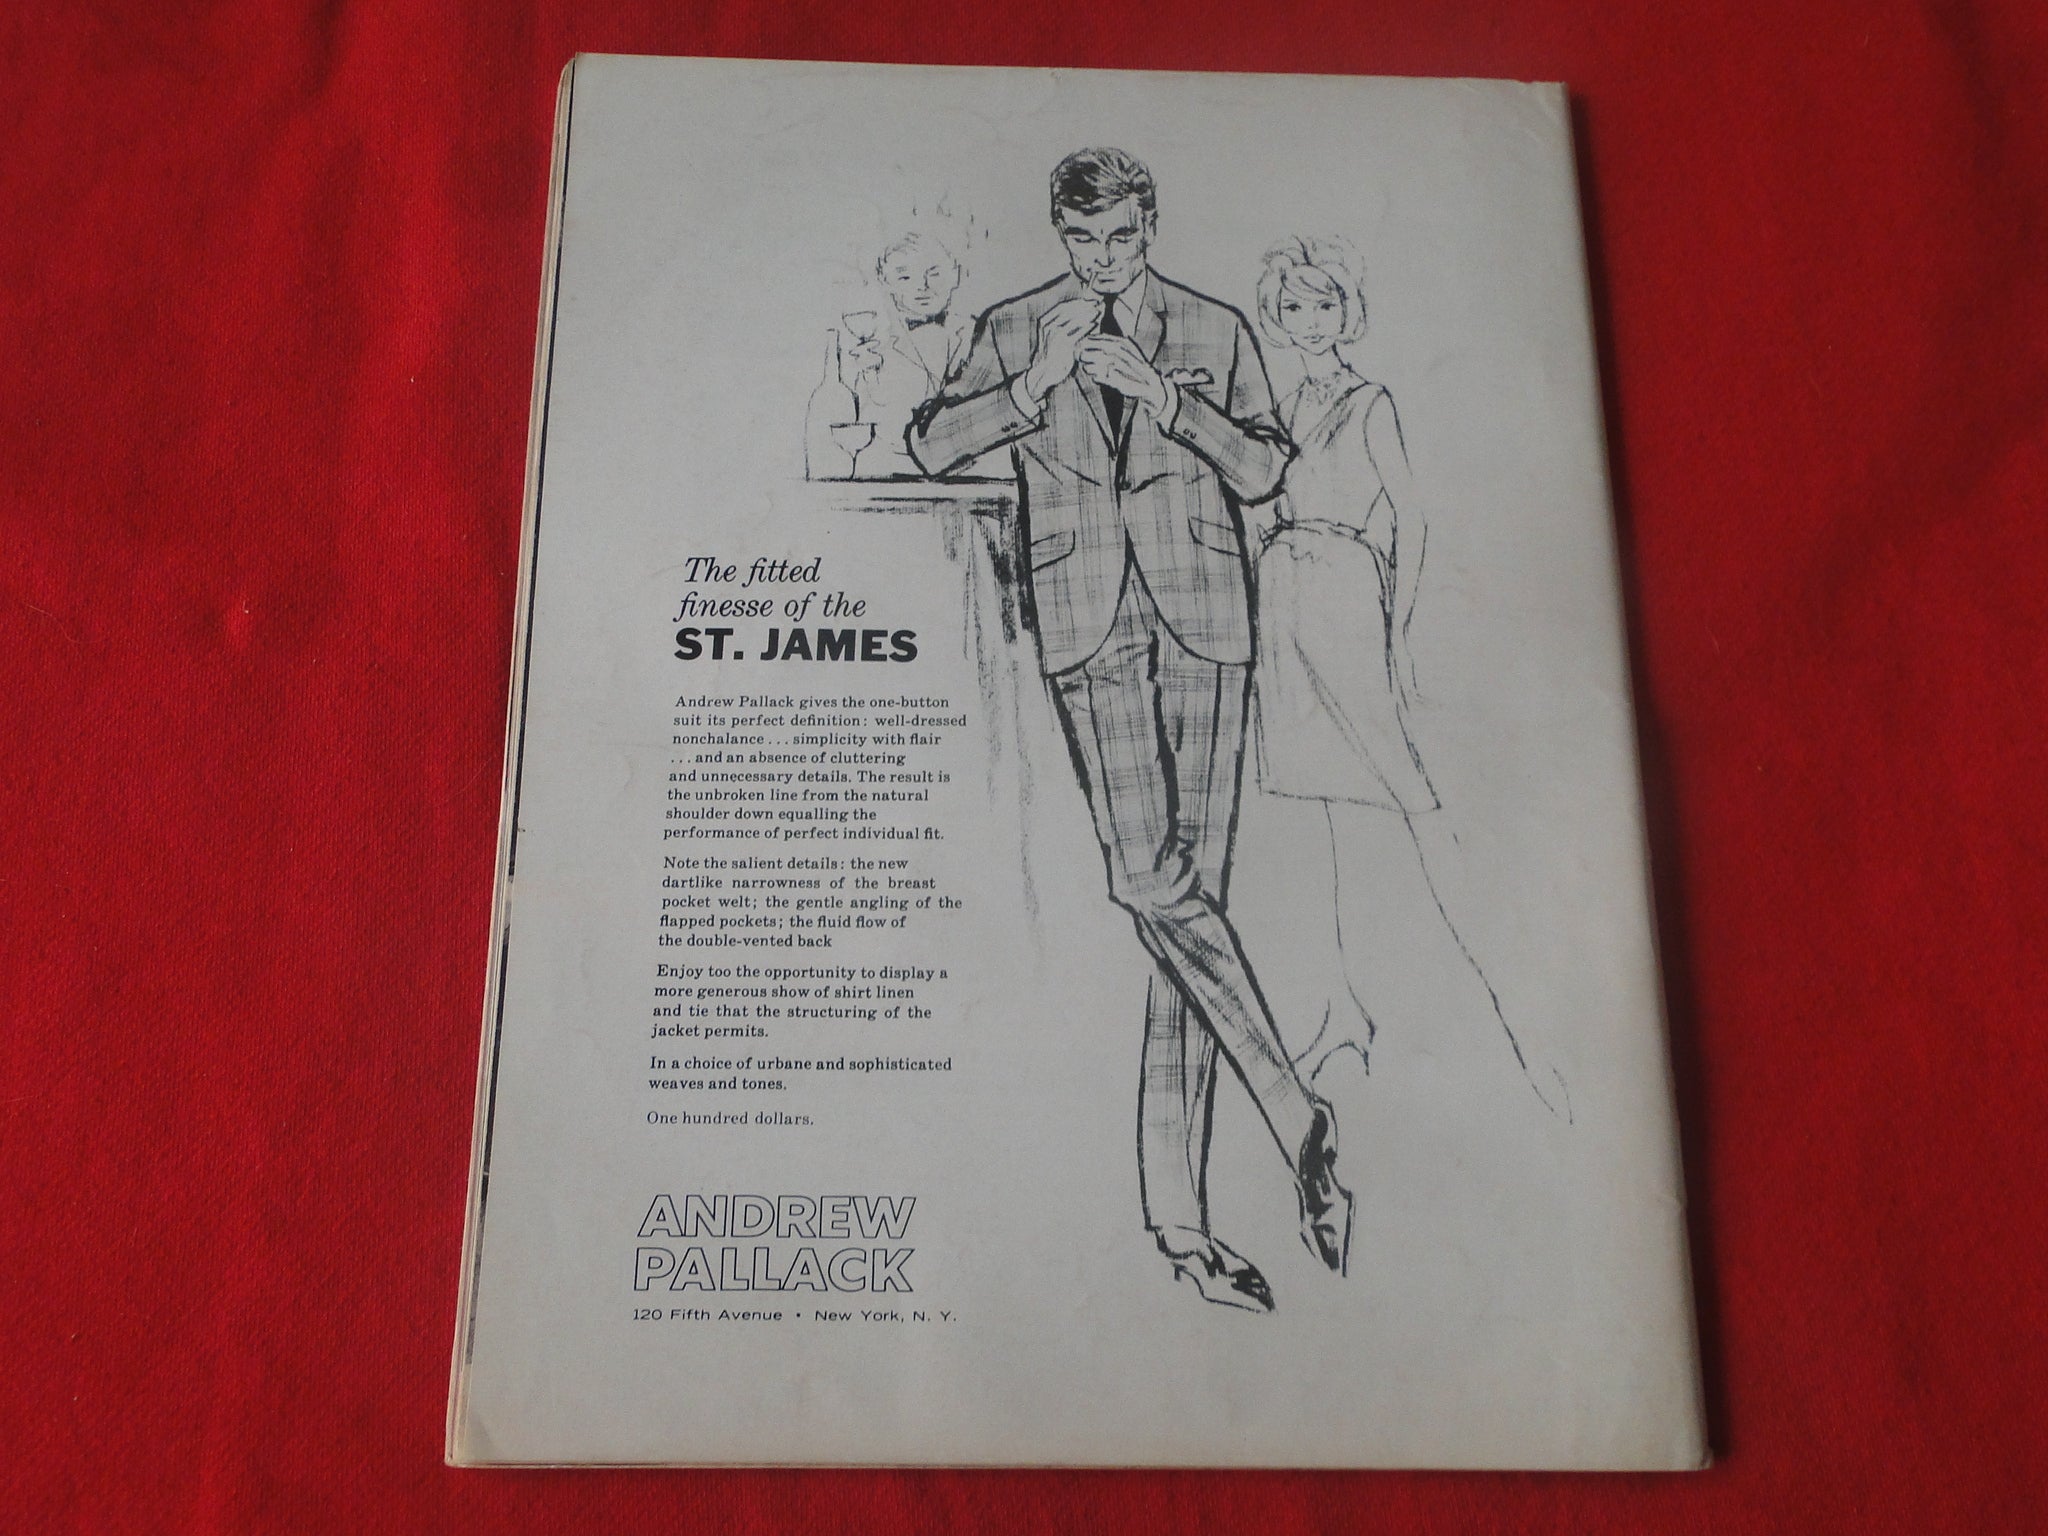 The fitted
finesse of the
ST. JAMES
Andrew Pallack gives the one-button
suit its perfect definition: well-dressed
nonchalance . . . simplicity with flair
. . . and an absence of cluttering
and unnecessary details. The result is
the unbroken line from the natural
shoulder down equalling the
performance of perfect individual fit.
Note the salient details: the new
dartlike narrowness of the breast
pocket welt; the gentle angling of the
flapped pockets; the fluid flow of
the double-vented back
Enjoy too the opportunity to display a
more generous show of shirt linen
and tie that the structuring of the
jacket permits.
In a choice of urbane and sophisticated
weaves and tones.
One hundred dollars.
ANDREW
PALLACK
120 Fifth Avenue • New York, N. Y.